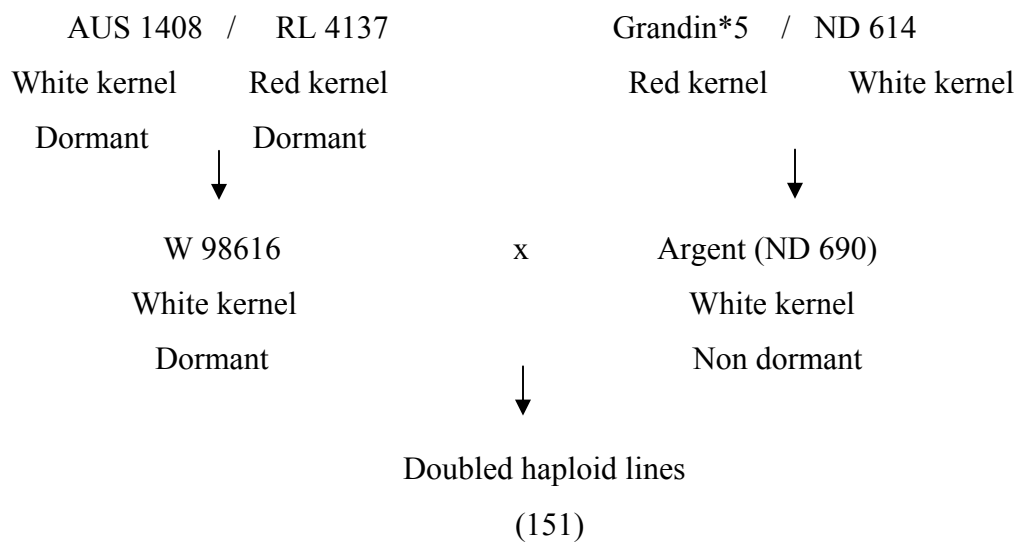 AUS 1408 / RL 4137 Grandin*5 / ND 614
White kernel Red kernel Red kernel White kernel
Dormant Dormant
W 98616 x Argent (ND 690)
White kernel White kernel
Dormant Non dormant
Doubled haploid lines
(151)